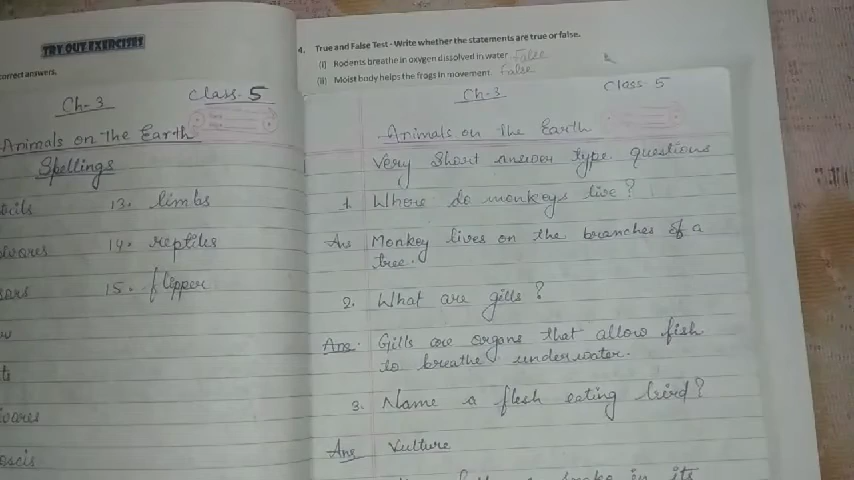 TRY OUT EXERCISES
correct answers.
Ch-3
Class-5
Animals on the Earth
Spellings
13. limbs
14. reptiles
15. flipper
4. True and False Test - Write whether the statements are true or false.
(i) Rodents breathe in oxygen dissolved in water False
(ii) Moist body helps the frogs in movement. False
Ch-3
Class-5
Animals on the Earth
Very Short Answer type questions
1. Where do monkeys live?
Ans Monkey lives on the branches of a
tree.
2. What are gills?
Ans. Gills are organs that allow fish
to breathe underwater.
3. Name a flesh eating bird?
Ans Vulture
in its